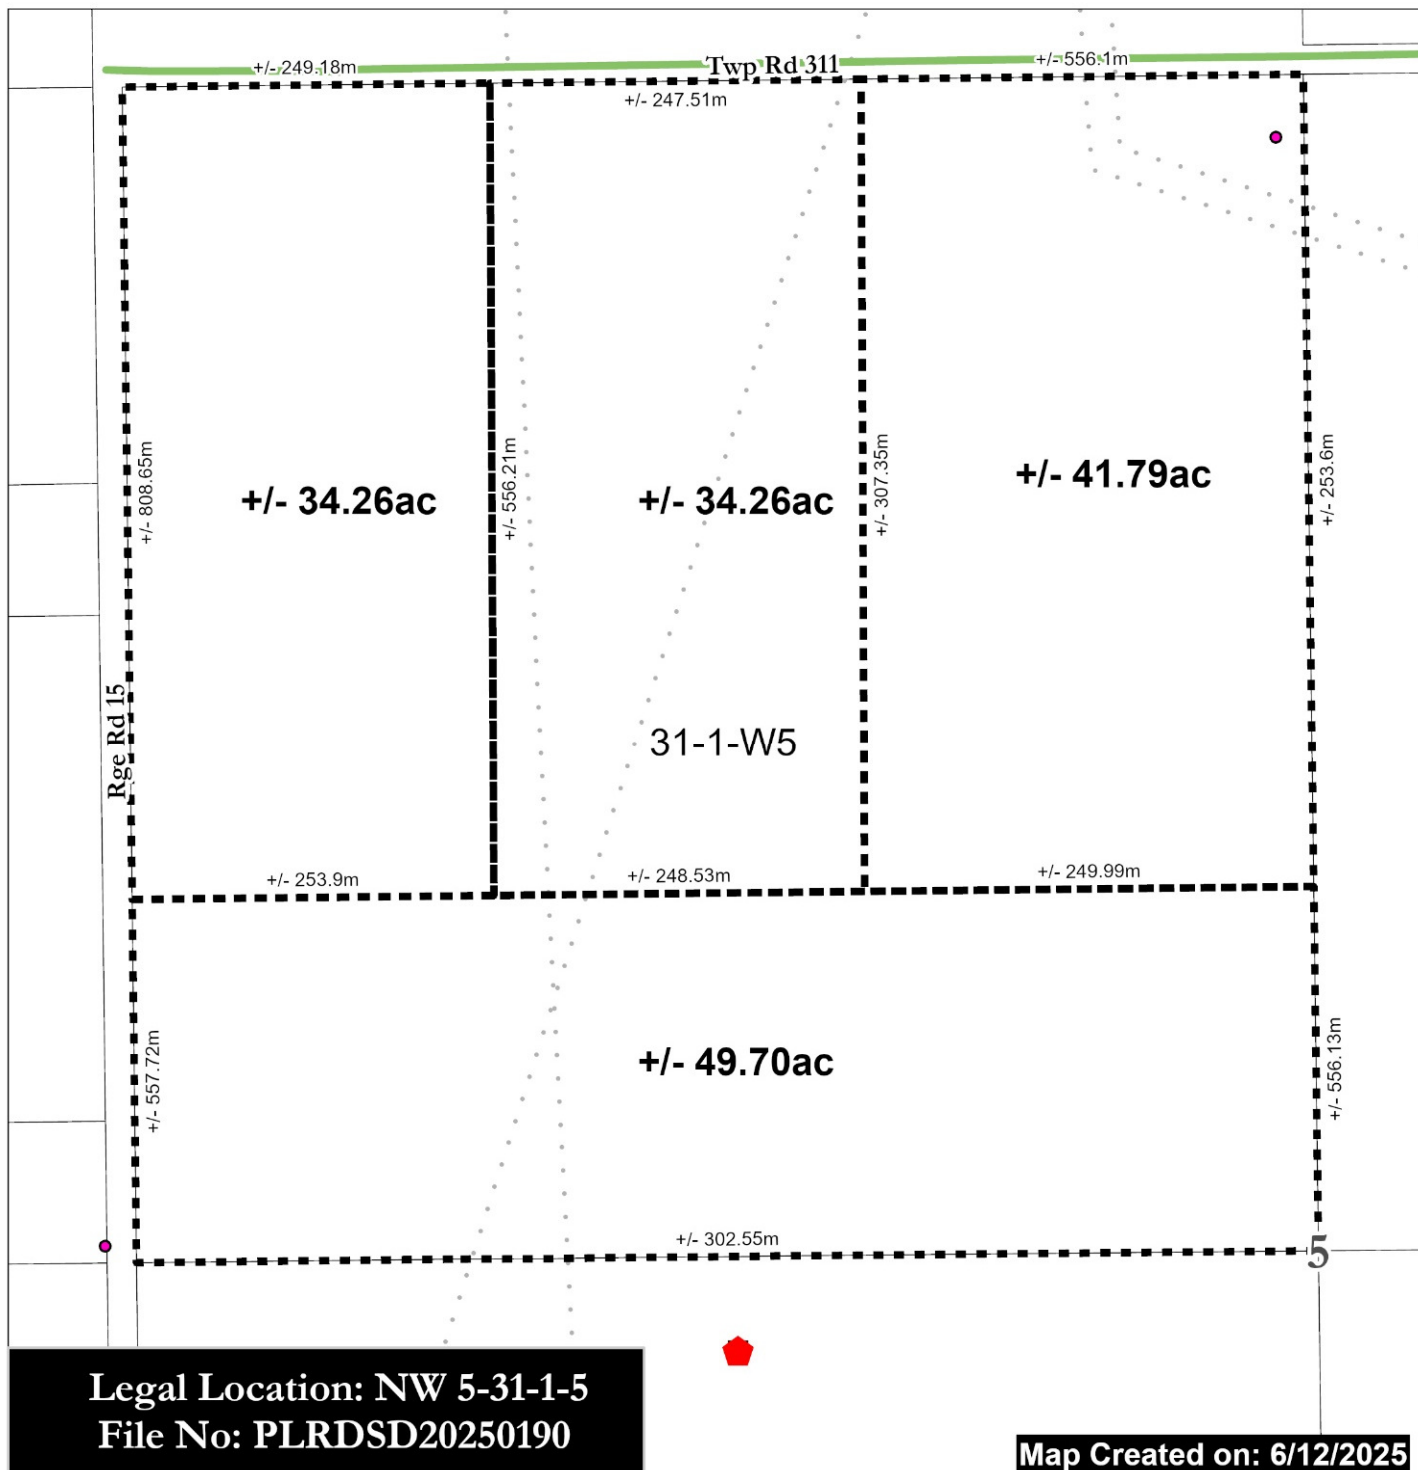 +/- 249.18m
Twp Rd 311
+/- 556.1m
+/- 247.51m
+/- 808.65m
+/- 34.26ac
+/- 556.21m
+/- 34.26ac
+/- 307.35m
+/- 41.79ac
+/- 253.6m
Rge Rd 15
31-1-W5
+/- 253.9m
+/- 248.53m
+/- 249.99m
+/- 557.72m
+/- 49.70ac
+/- 556.13m
+/- 302.55m
5
Legal Location: NW 5-31-1-5
File No: PLRDSD20250190
Map Created on: 6/12/2025